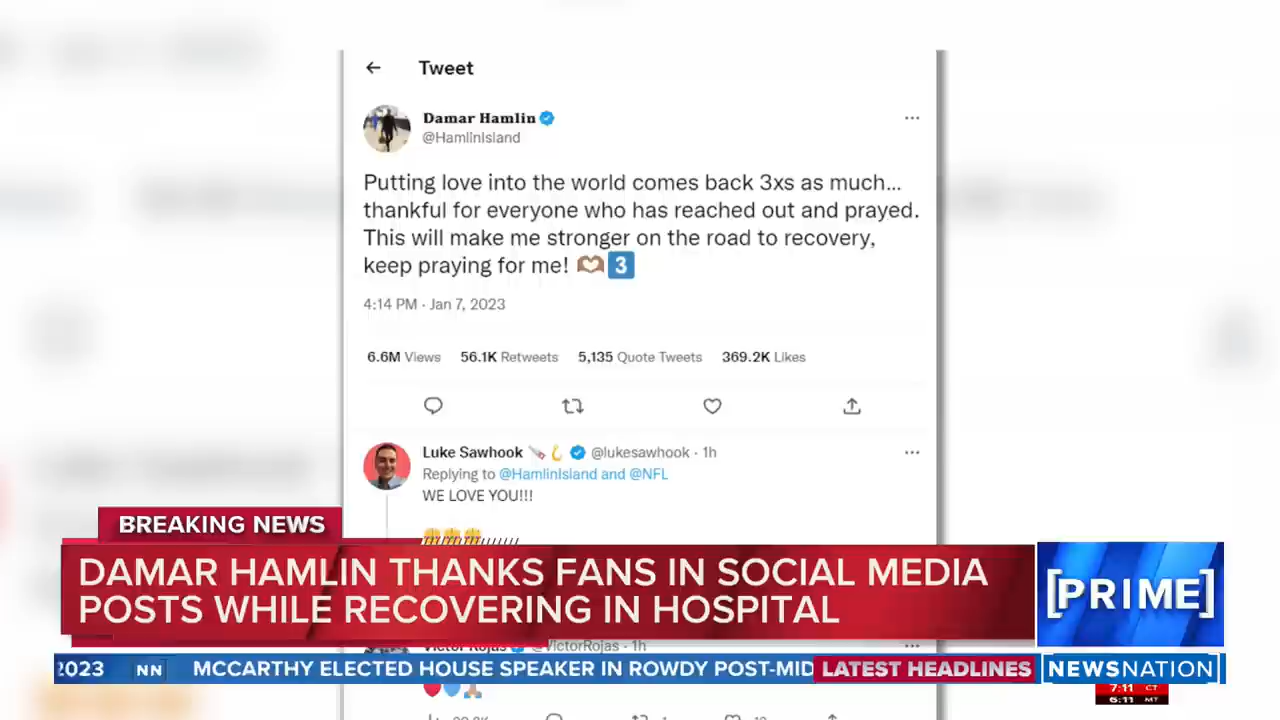 Tweet
Damar Hamlin
@HamlinIsland
Putting love into the world comes back 3xs as much...
thankful for everyone who has reached out and prayed.
This will make me stronger on the road to recovery,
keep praying for me! 🫶🏽 3️⃣
4:14 PM · Jan 7, 2023
6.6M Views 56.1K Retweets 5,135 Quote Tweets 369.2K Likes
Luke Sawhook @lukesawhook · 1h
Replying to @HamlinIsland and @NFL
WE LOVE YOU!!!
BREAKING NEWS
DAMAR HAMLIN THANKS FANS IN SOCIAL MEDIA
POSTS WHILE RECOVERING IN HOSPITAL
[PRIME]
Victor Rojas @VictorRojas · 1h
2023 NN MCCARTHY ELECTED HOUSE SPEAKER IN ROWDY POST-MID LATEST HEADLINES NEWSNATION
7:11 CT
6:11 MT